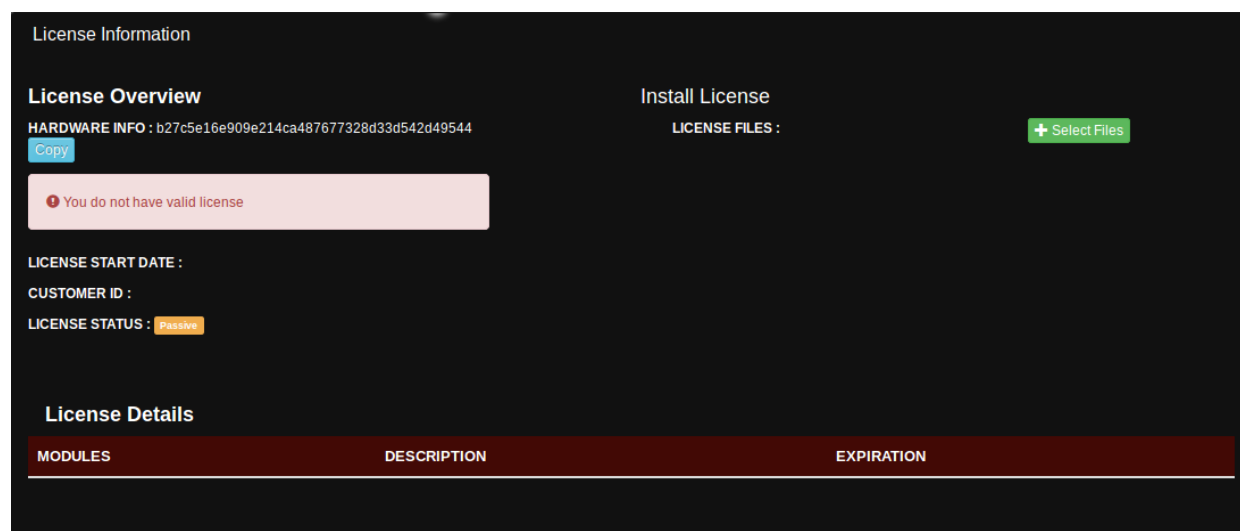 License Information
License Overview
HARDWARE INFO : b27c5e16e909e214ca487677328d33d542d49544
Copy
You do not have valid license
LICENSE START DATE :
CUSTOMER ID :
LICENSE STATUS : Passive
Install License
LICENSE FILES :
Select Files
License Details
MODULES DESCRIPTION EXPIRATION